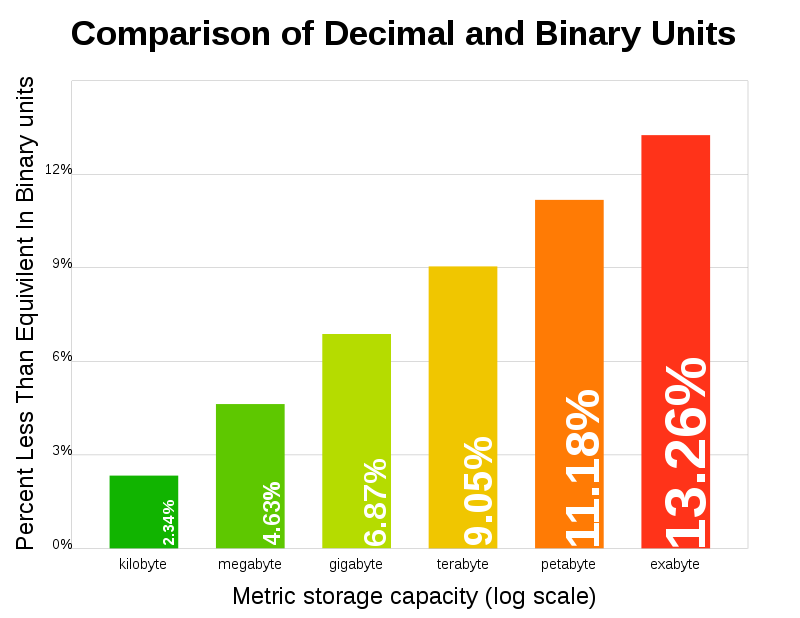 Comparison of Decimal and Binary Units
Percent Less Than Equivilent In Binary units
12%
9%
6%
3%
0%
2.34%
4.63%
6.87%
9.05%
11.18%
13.26%
kilobyte
megabyte
gigabyte
terabyte
petabyte
exabyte
Metric storage capacity (log scale)